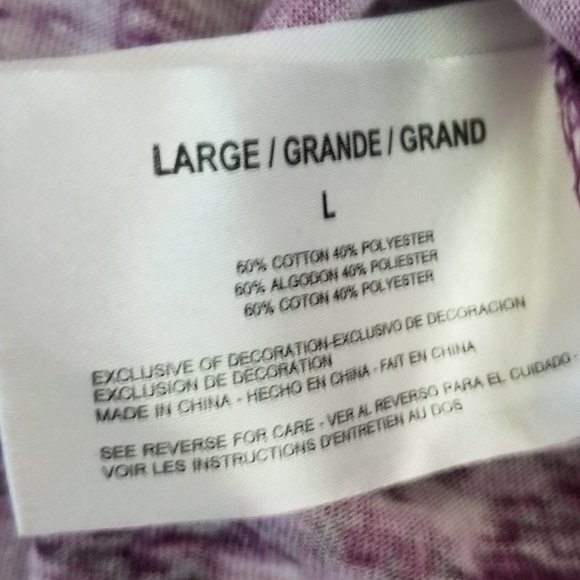 LARGE / GRANDE / GRAND
L
60% COTTON 40% POLYESTER
60% ALGODON 40% POLIESTER
60% COTON 40% POLYESTER
EXCLUSIVE OF DECORATION-EXCLUSIVO DE DECORACION
EXCLUSION DE DECORATION
MADE IN CHINA - HECHO EN CHINA - FAIT EN CHINA
SEE REVERSE FOR CARE - VER AL REVERSO PARA EL CUIDADO -
VOIR LES INSTRUCTIONS D'ENTRETIEN AU DOS